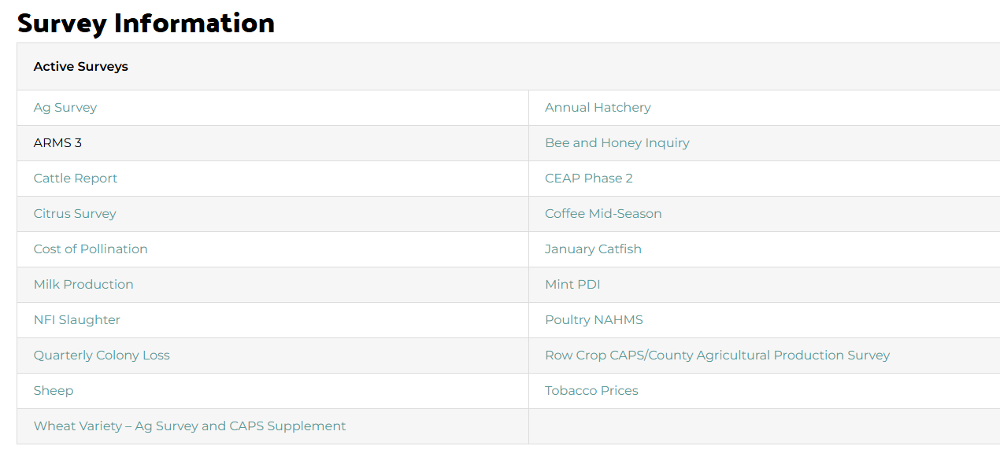 Survey Information
Active Surveys
Ag Survey
Annual Hatchery
ARMS 3
Bee and Honey Inquiry
Cattle Report
CEAP Phase 2
Citrus Survey
Coffee Mid-Season
Cost of Pollination
January Catfish
Milk Production
Mint PDI
NFI Slaughter
Poultry NAHMS
Quarterly Colony Loss
Row Crop CAPS/County Agricultural Production Survey
Sheep
Tobacco Prices
Wheat Variety – Ag Survey and CAPS Supplement